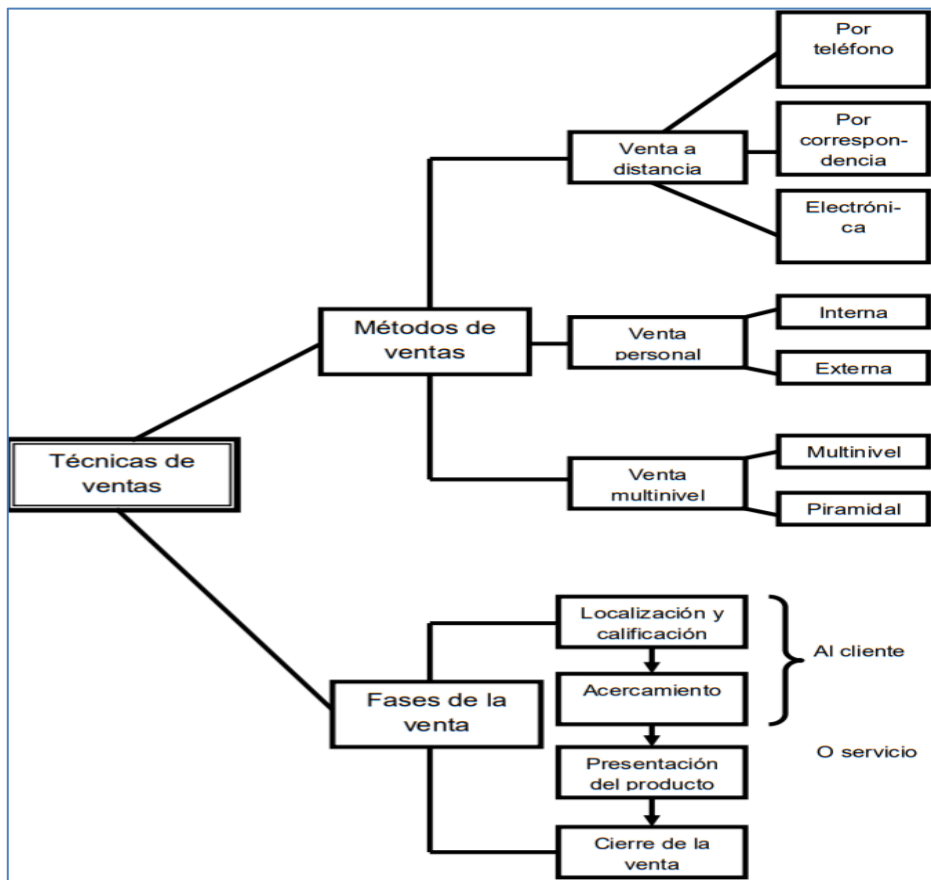 Por
teléfono
Por
correspon-
dencia
Electróni-
ca
Venta a
distancia
Métodos de
ventas
Venta
personal
Interna
Externa
Venta
multinivel
Multinivel
Piramidal
Técnicas de
ventas
Fases de la
venta
Localización y
calificación
Acercamiento
Al cliente
Presentación
del producto
O servicio
Cierre de la
venta